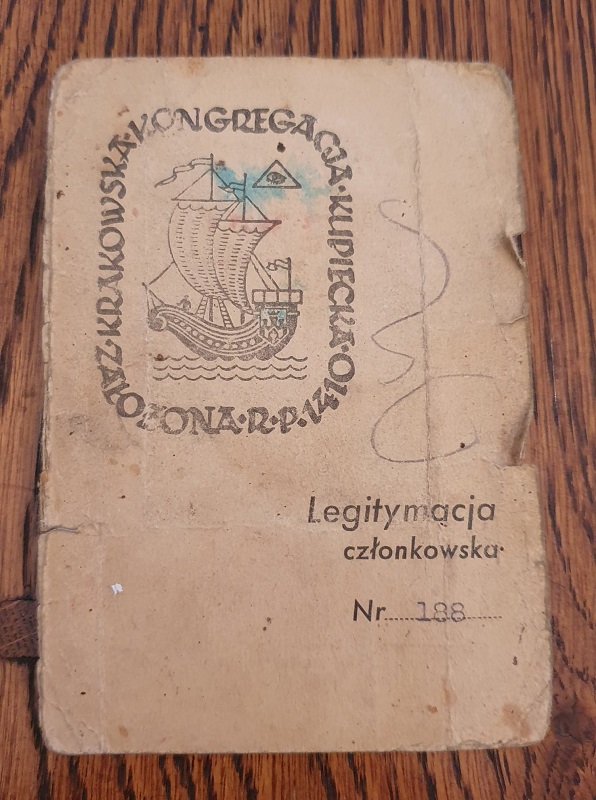 KRAKOWSKA·KONGREGACJA·KUPIECKA·ZAŁOŻONA·R·P·1410
Legitymacja
członkowska
Nr 188